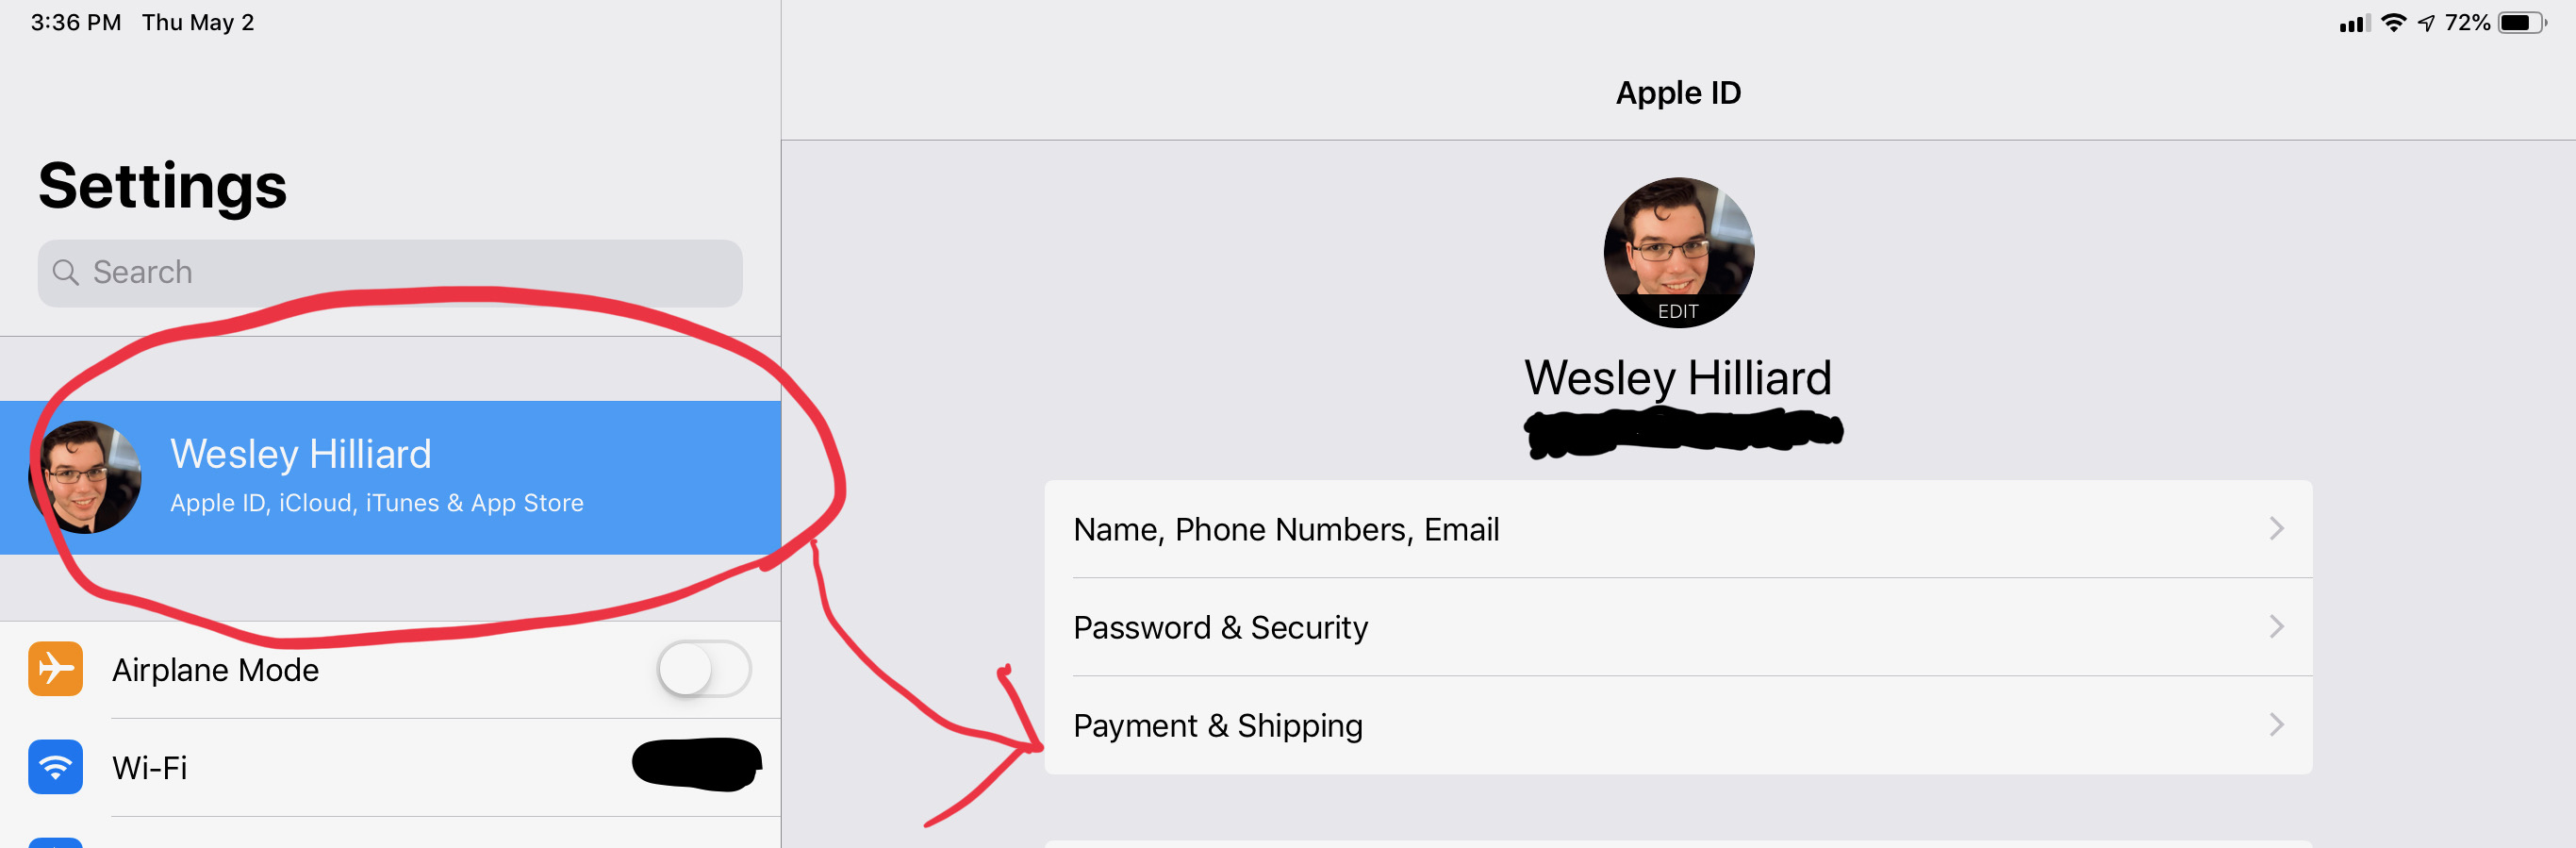 3:36 PM Thu May 2
72%
Settings
Search
Wesley Hilliard
Apple ID, iCloud, iTunes & App Store
Airplane Mode
Wi-Fi
Apple ID
EDIT
Wesley Hilliard
Name, Phone Numbers, Email
Password & Security
Payment & Shipping